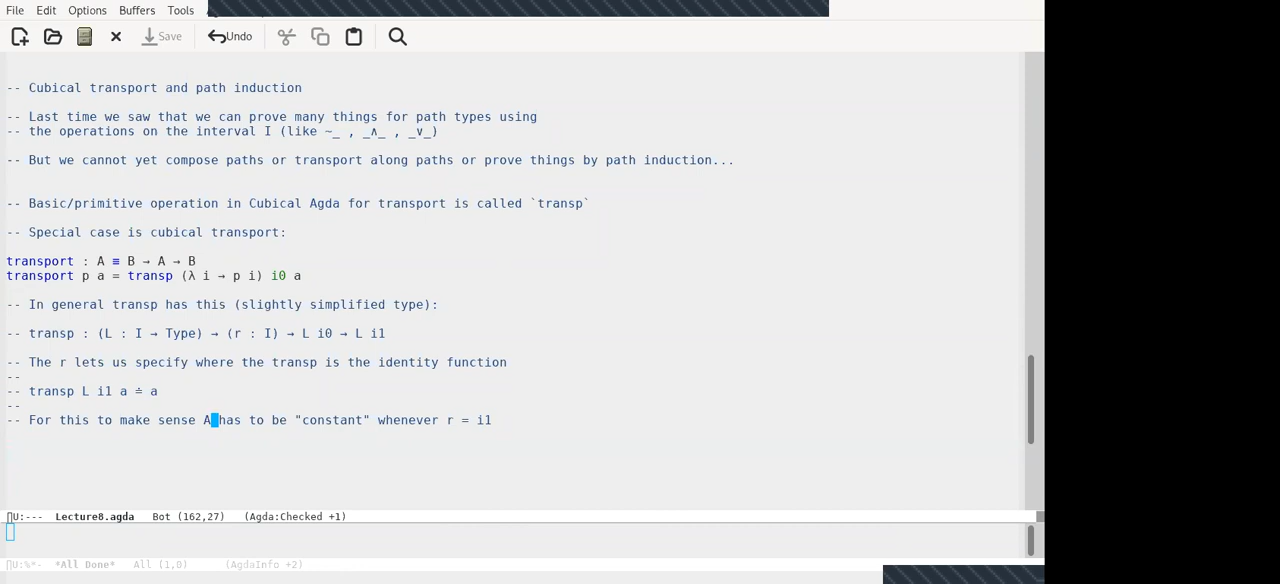 File Edit Options Buffers Tools
Save Undo
-- Cubical transport and path induction
-- Last time we saw that we can prove many things for path types using
-- the operations on the interval I (like ~_ , _∧_ , _∨_)
-- But we cannot yet compose paths or transport along paths or prove things by path induction...
-- Basic/primitive operation in Cubical Agda for transport is called `transp`
-- Special case is cubical transport:
transport : A ≡ B → A → B
transport p a = transp (λ i → p i) i0 a
-- In general transp has this (slightly simplified type):
-- transp : (L : I → Type) → (r : I) → L i0 → L i1
-- The r lets us specify where the transp is the identity function
--
-- transp L i1 a ≐ a
--
-- For this to make sense A has to be "constant" whenever r = i1
U:--- Lecture8.agda Bot (162,27) (Agda:Checked +1)
U:%*- *All Done* All (1,0) (AgdaInfo +2)